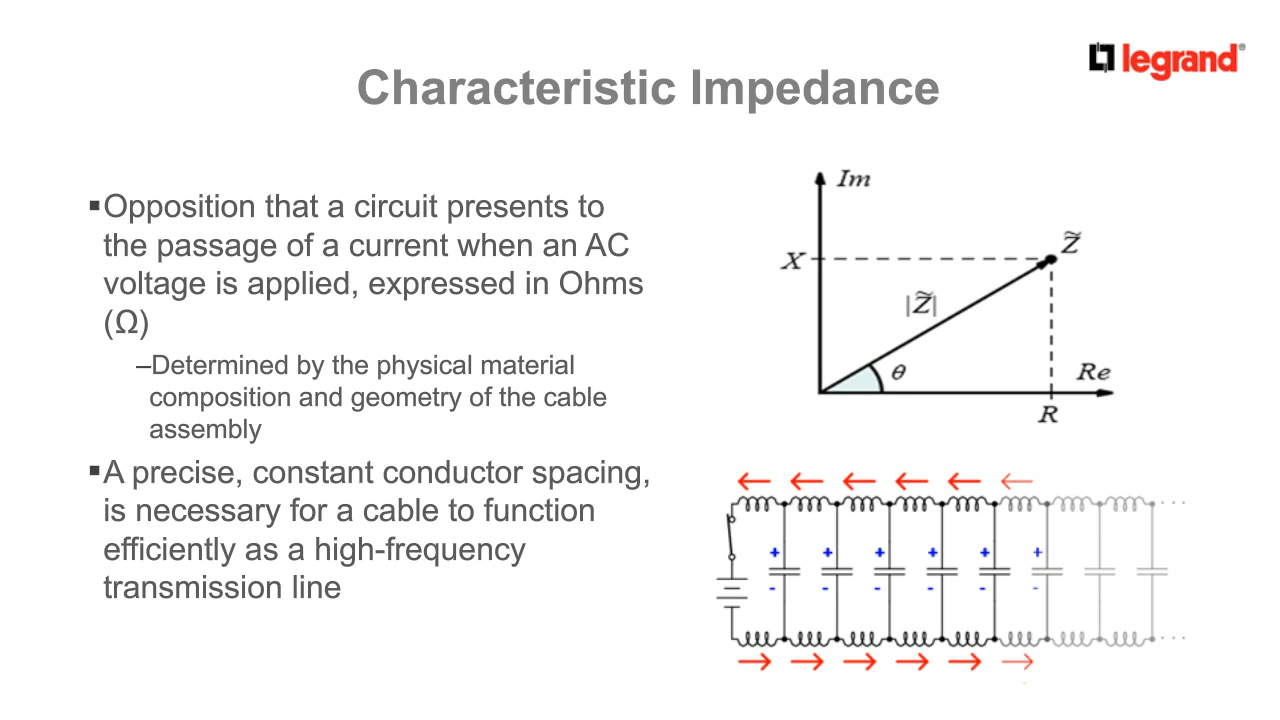 legrand®
Characteristic Impedance
▪Opposition that a circuit presents to
the passage of a current when an AC
voltage is applied, expressed in Ohms
(Ω)
–Determined by the physical material
composition and geometry of the cable
assembly
▪A precise, constant conductor spacing,
is necessary for a cable to function
efficiently as a high-frequency
transmission line
Im
X
Z̃
|Z̃|
θ
Re
R
+ + + + + +
- - - - - -